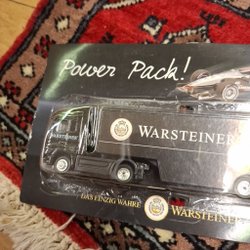 Power Pack!
WARSTEINER
WARSTEINER
DAS EINZIG WAHRE WARSTEINER